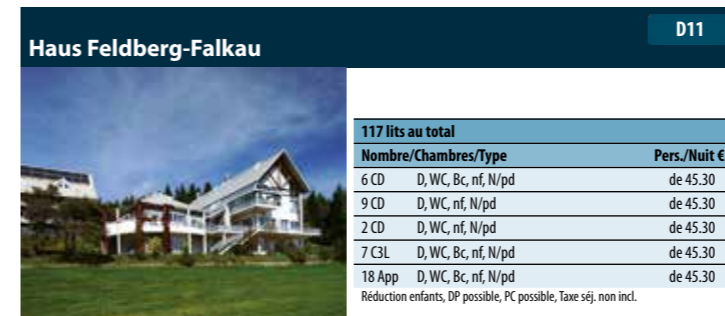 D11
Haus Feldberg-Falkau
117 lits au total
Nombre/Chambres/Type Pers./Nuit €
6 CD D, WC, Bc, nf, N/pd de 45.30
9 CD D, WC, nf, N/pd de 45.30
2 CD D, WC, nf, N/pd de 45.30
7 C3L D, WC, Bc, nf, N/pd de 45.30
18 App D, WC, Bc, nf, N/pd de 45.30
Réduction enfants, DP possible, PC possible, Taxe séj. non incl.